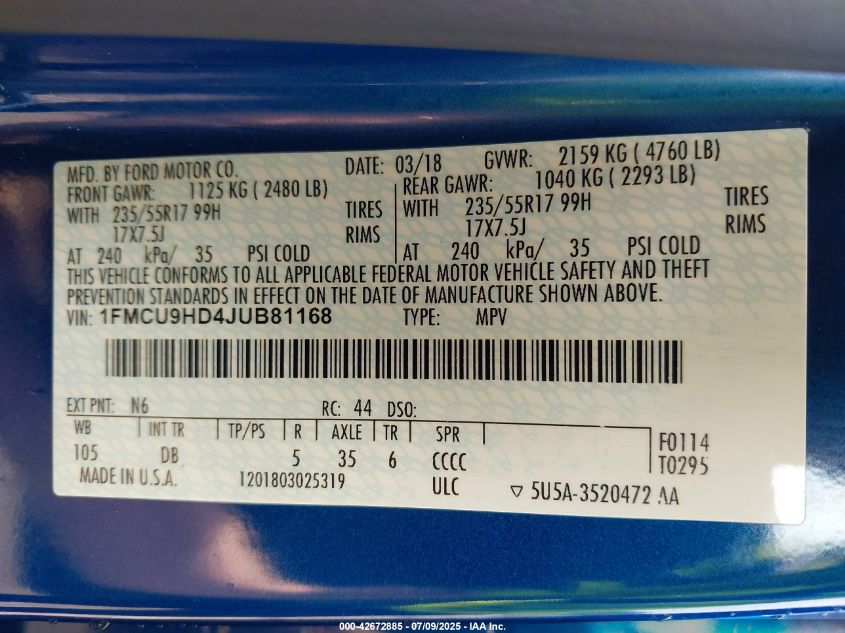 MFD. BY FORD MOTOR CO. DATE: 03/18 GVWR: 2159 KG ( 4760 LB)
FRONT GAWR: 1125 KG ( 2480 LB) REAR GAWR: 1040 KG ( 2293 LB)
WITH 235/55R17 99H TIRES WITH 235/55R17 99H TIRES
17X7.5J RIMS 17X7.5J RIMS
AT 240 kPa/ 35 PSI COLD AT 240 kPa/ 35 PSI COLD
THIS VEHICLE CONFORMS TO ALL APPLICABLE FEDERAL MOTOR VEHICLE SAFETY AND THEFT
PREVENTION STANDARDS IN EFFECT ON THE DATE OF MANUFACTURE SHOWN ABOVE.
VIN: 1FMCU9HD4JUB81168 TYPE: MPV
EXT PNT: N6 RC: 44 DSO:
WB INT TR TP/PS R AXLE TR SPR F0114
105 DB 5 35 6 CCCC T0295
MADE IN U.S.A. 1201803025319 ULC ▽ 5U5A-3520472 AA
000-42672885 - 07/09/2025 - IAA Inc.